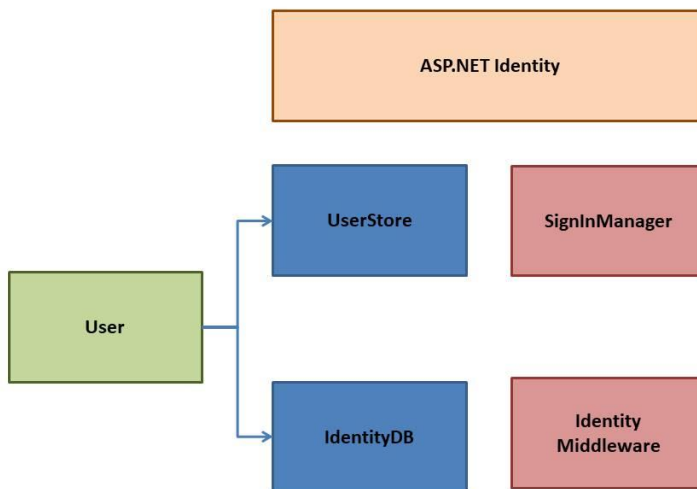 ASP.NET Identity
UserStore
SignInManager
User
IdentityDB
Identity
Middleware